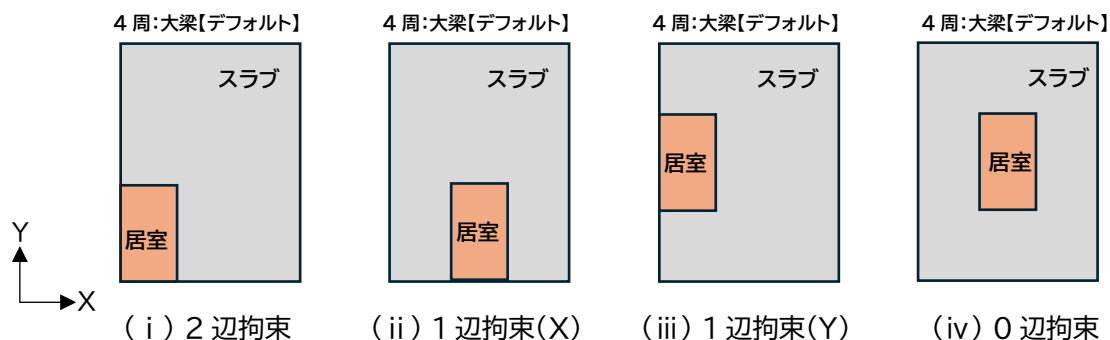 4周：大梁【デフォルト】
スラブ
居室
(ⅰ)2辺拘束
4周：大梁【デフォルト】
スラブ
居室
(ⅱ)1辺拘束(X)
4周：大梁【デフォルト】
スラブ
居室
(ⅲ)1辺拘束(Y)
4周：大梁【デフォルト】
スラブ
居室
(ⅳ)0辺拘束
Y
X